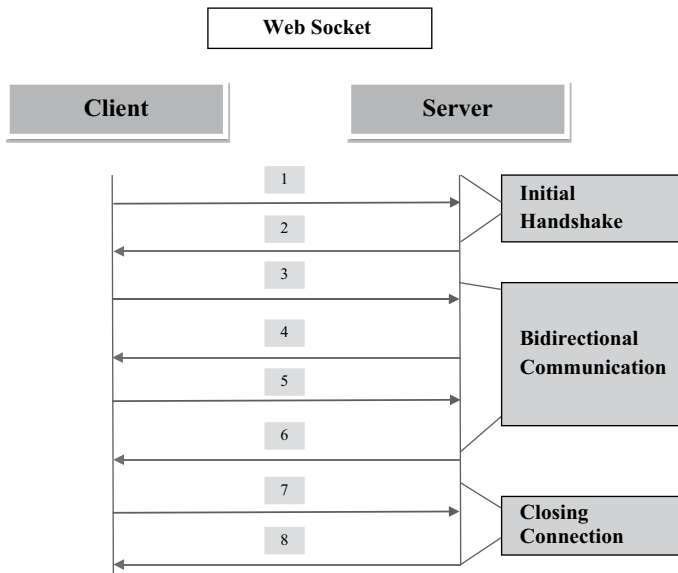 Web Socket
Client
Server
1
Initial
Handshake
2
3
4
Bidirectional
Communication
5
6
7
Closing
Connection
8